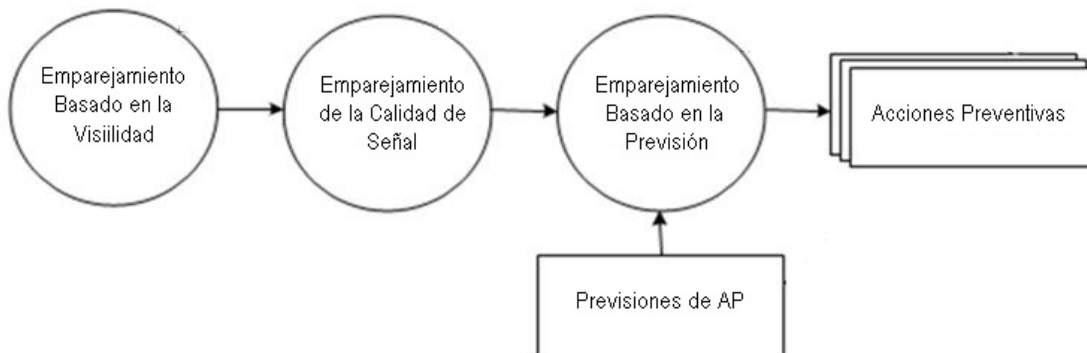 Emparejamiento
Basado en la
Visiilidad
Emparejamiento
de la Calidad de
Señal
Emparejamiento
Basado en la
Previsión
Acciones Preventivas
Previsiones de AP